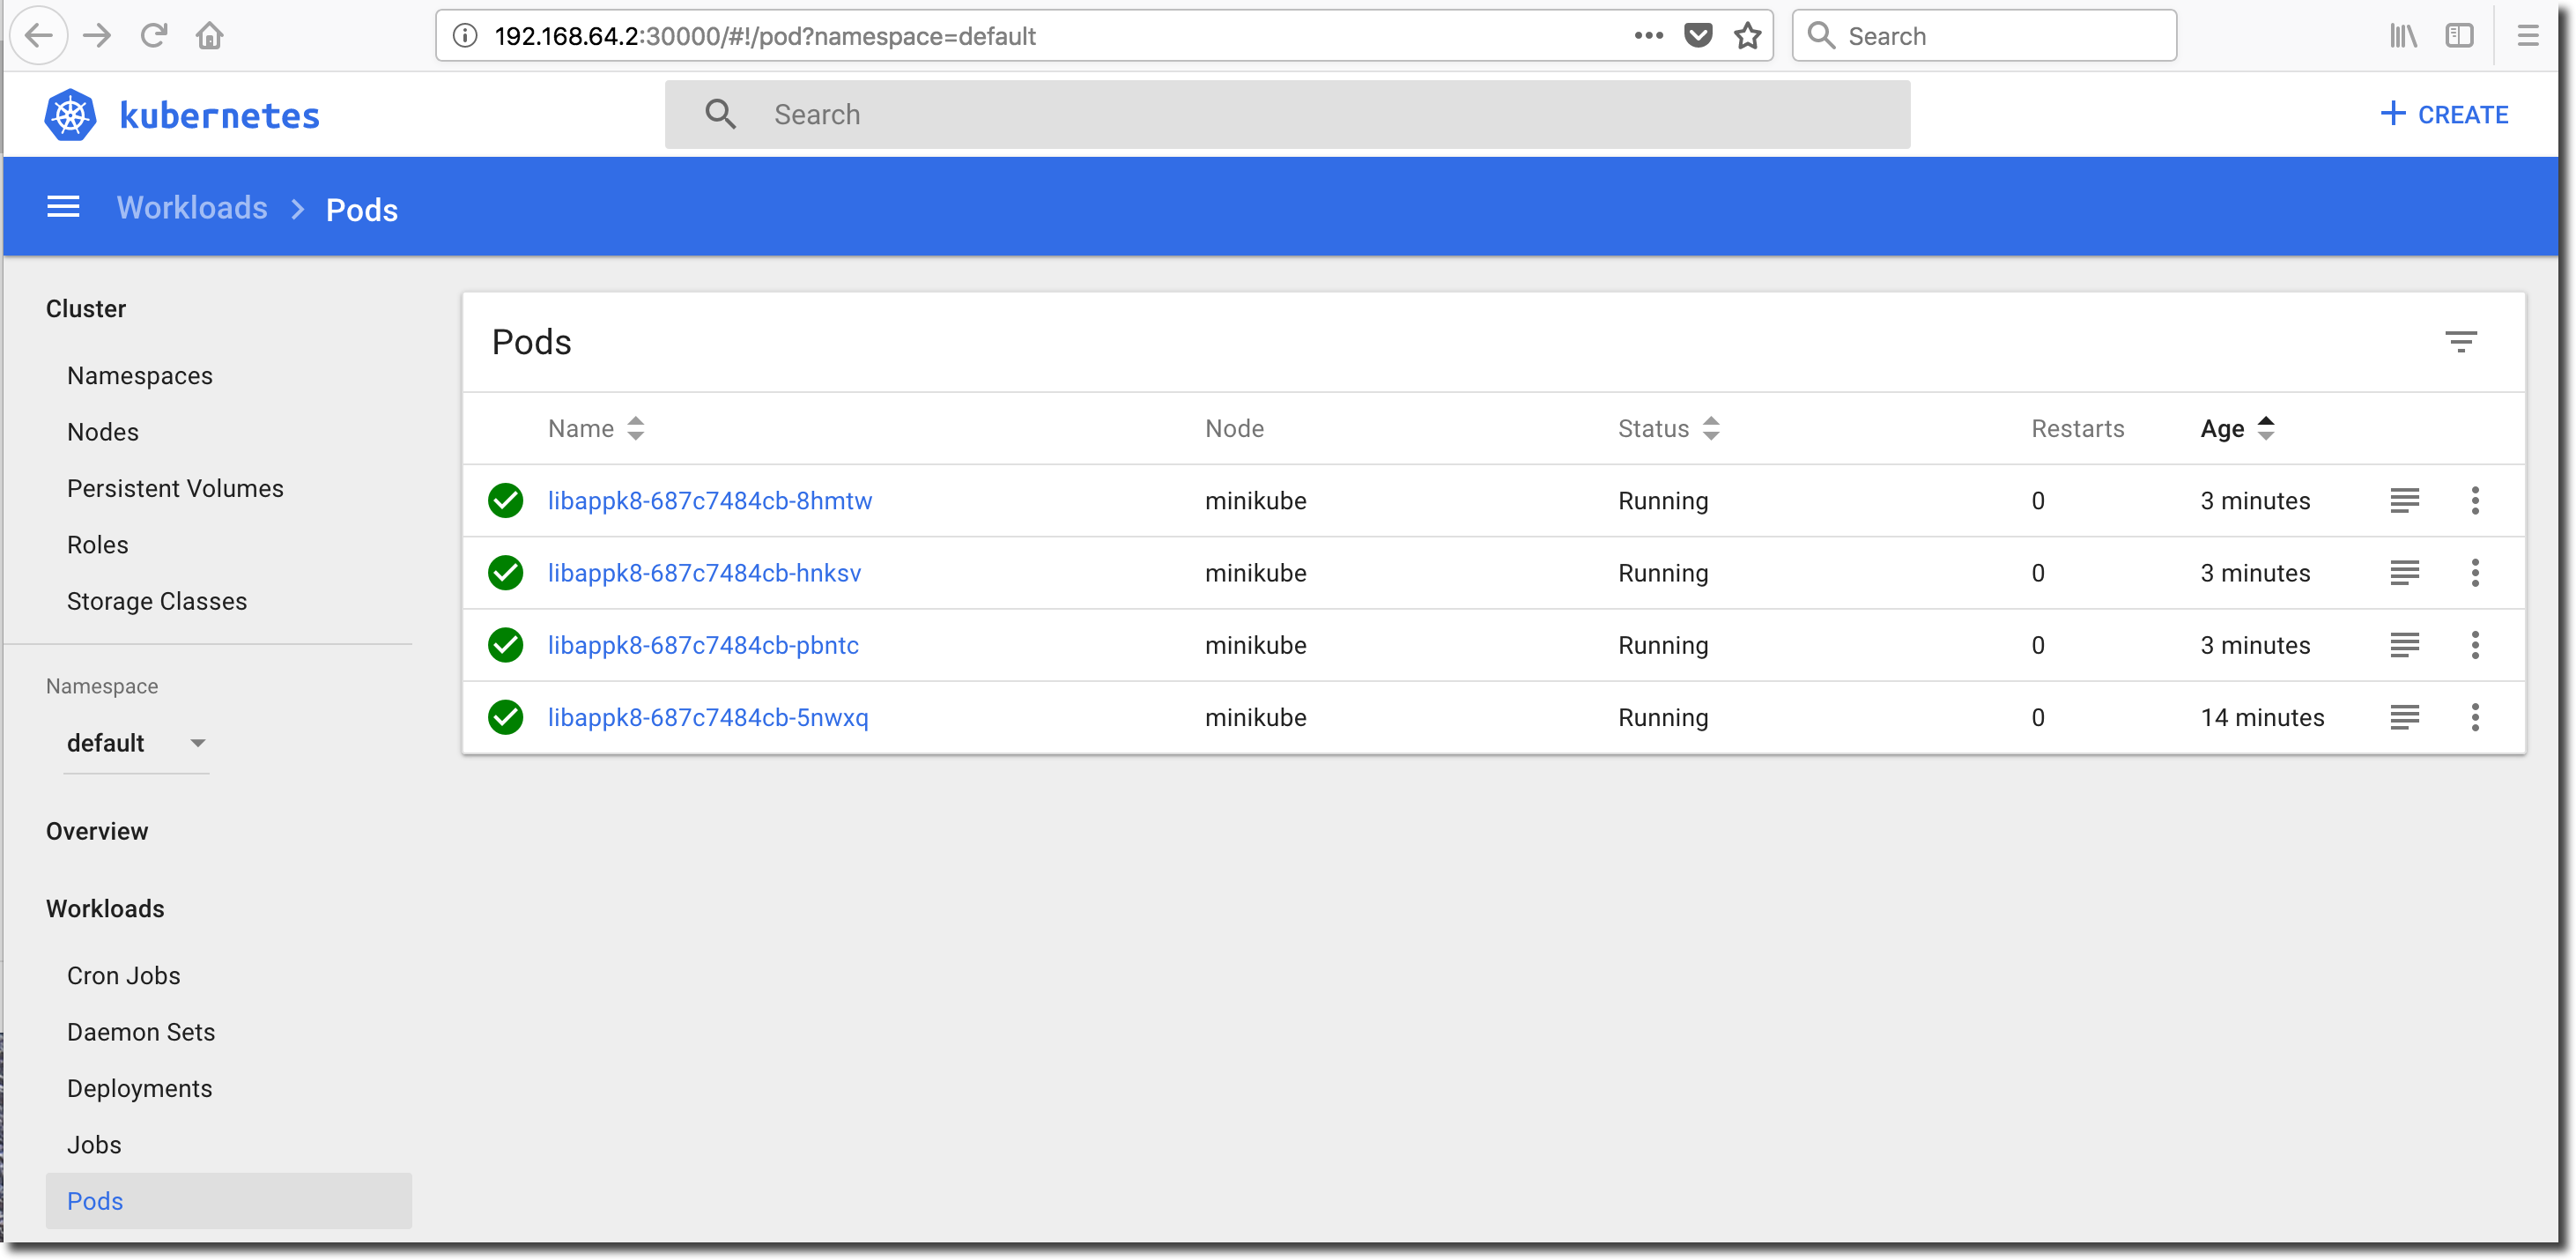 192.168.64.2:30000/#!/pod?namespace=default
Search
kubernetes
Search
CREATE
Workloads
Pods
Cluster
Namespaces
Nodes
Persistent Volumes
Roles
Storage Classes
Namespace
default
Overview
Workloads
Cron Jobs
Daemon Sets
Deployments
Jobs
Pods
Pods
Name Node Status Restarts Age
libappk8-687c7484cb-8hmtw minikube Running 0 3 minutes
libappk8-687c7484cb-hnksv minikube Running 0 3 minutes
libappk8-687c7484cb-pbntc minikube Running 0 3 minutes
libappk8-687c7484cb-5nwxq minikube Running 0 14 minutes